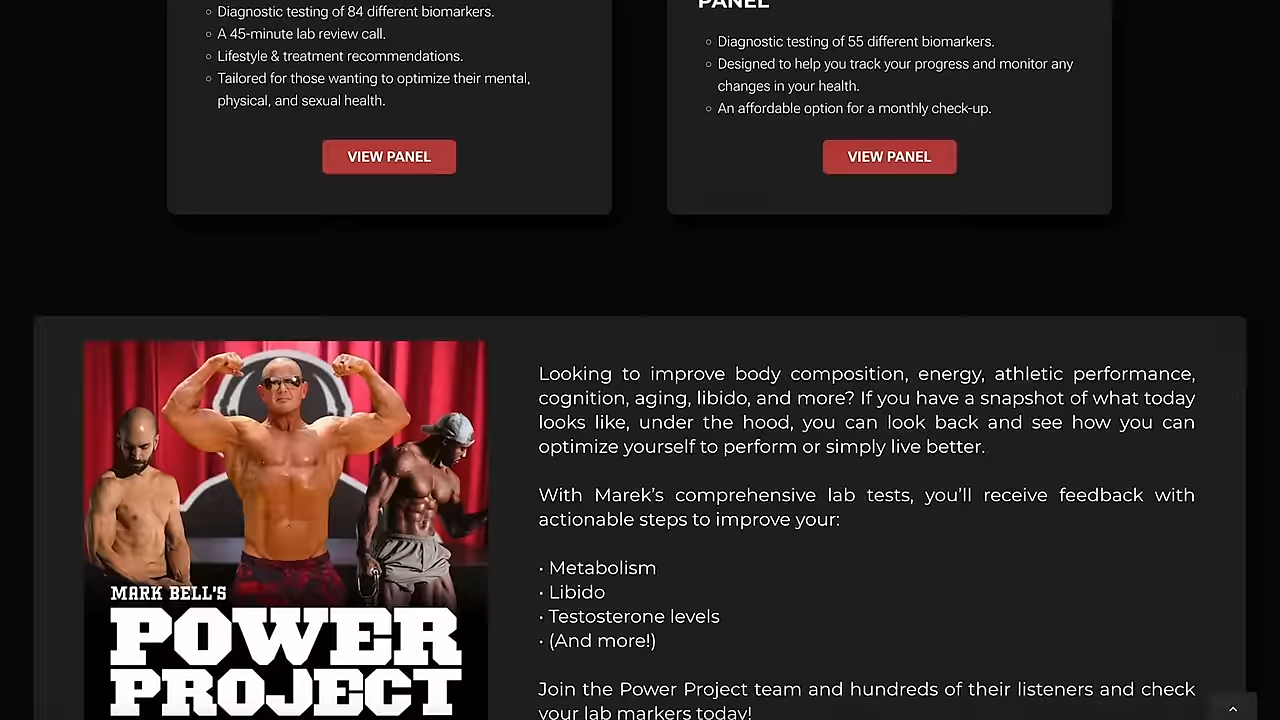 Diagnostic testing of 84 different biomarkers.
A 45-minute lab review call.
Lifestyle & treatment recommendations.
Tailored for those wanting to optimize their mental,
physical, and sexual health.
VIEW PANEL
PANEL
Diagnostic testing of 55 different biomarkers.
Designed to help you track your progress and monitor any
changes in your health.
An affordable option for a monthly check-up.
VIEW PANEL
MARK BELL'S
POWER
PROJECT
Looking to improve body composition, energy, athletic performance,
cognition, aging, libido, and more? If you have a snapshot of what today
looks like, under the hood, you can look back and see how you can
optimize yourself to perform or simply live better.
With Marek's comprehensive lab tests, you'll receive feedback with
actionable steps to improve your:
• Metabolism
• Libido
• Testosterone levels
• (And more!)
Join the Power Project team and hundreds of their listeners and check
your lab markers today!